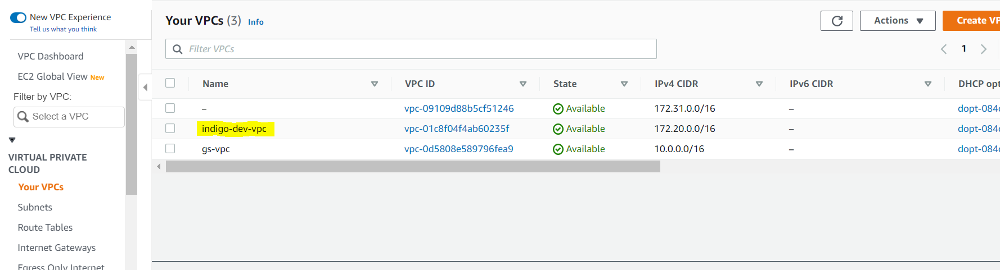 New VPC Experience
Tell us what you think
VPC Dashboard
EC2 Global View New
Filter by VPC:
Select a VPC
VIRTUAL PRIVATE
CLOUD
Your VPCs
Subnets
Route Tables
Internet Gateways
Egress Only Internet
Your VPCs (3) Info
Actions
Create VP
Filter VPCs
1
Name VPC ID State IPv4 CIDR IPv6 CIDR DHCP opt
– vpc-09109d88b5cf51246 Available 172.31.0.0/16 – dopt-084c
indigo-dev-vpc vpc-01c8f04f4ab60235f Available 172.20.0.0/16 – dopt-084c
gs-vpc vpc-0d5808e589796fea9 Available 10.0.0.0/16 – dopt-084c